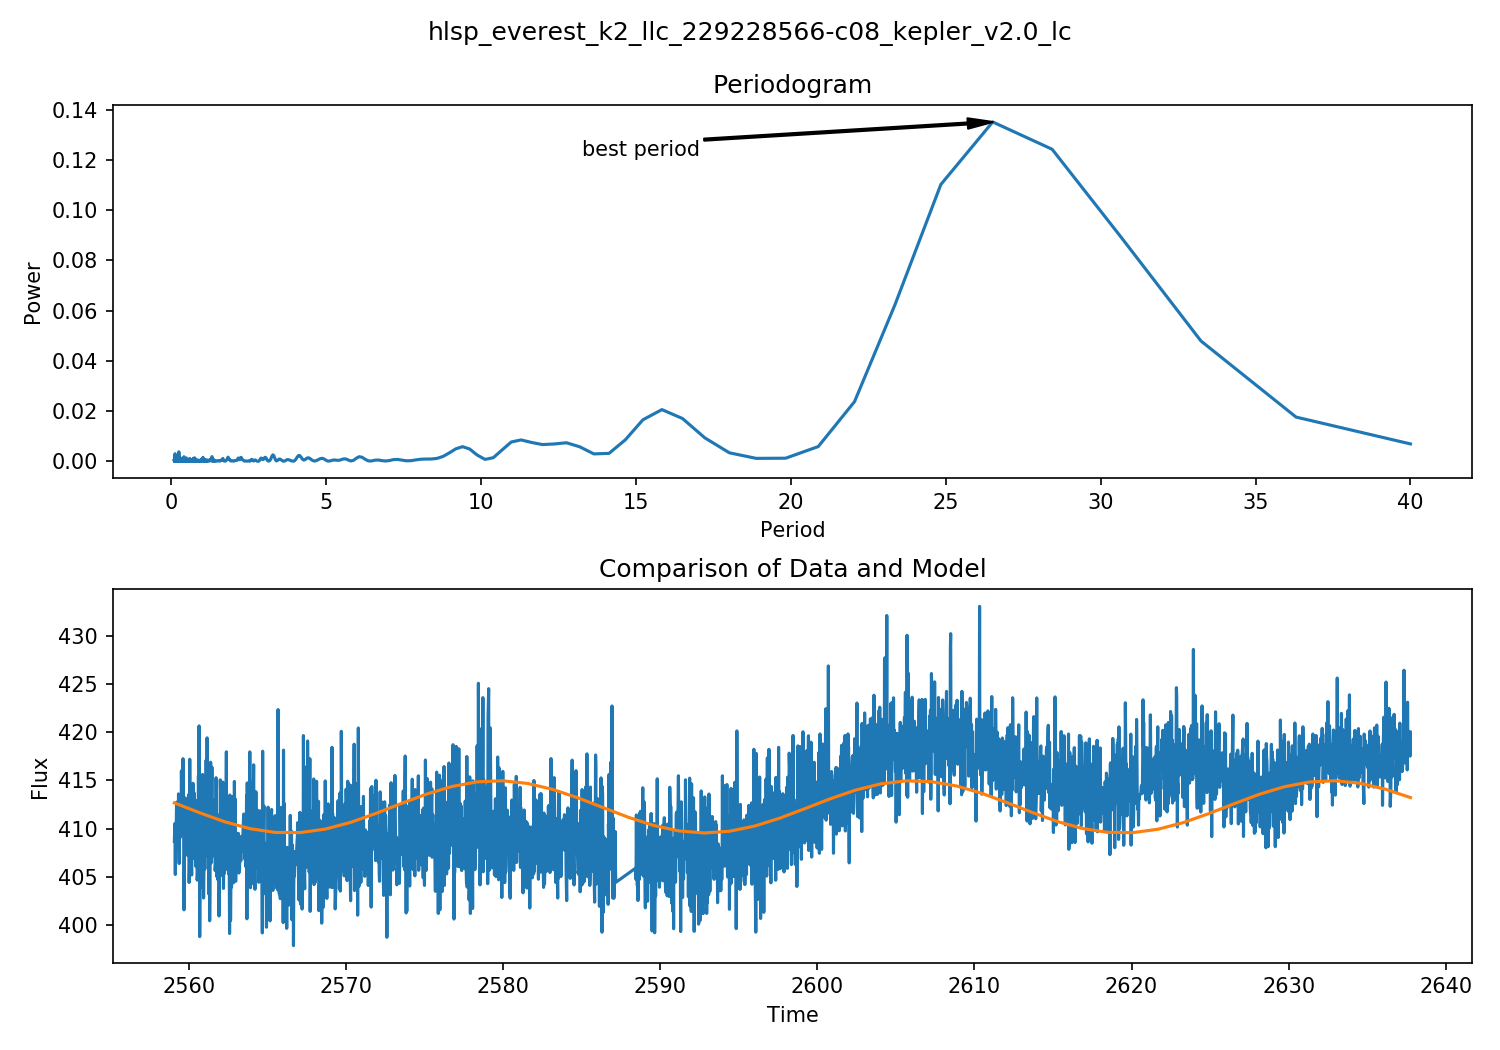 hlsp_everest_k2_llc_229228566-c08_kepler_v2.0_lc
Periodogram
0.14
0.12
0.10
0.08
0.06
0.04
0.02
0.00
Power
best period
0 5 10 15 20 25 30 35 40
Period
Comparison of Data and Model
430
425
420
415
410
405
400
Flux
2560 2570 2580 2590 2600 2610 2620 2630 2640
Time